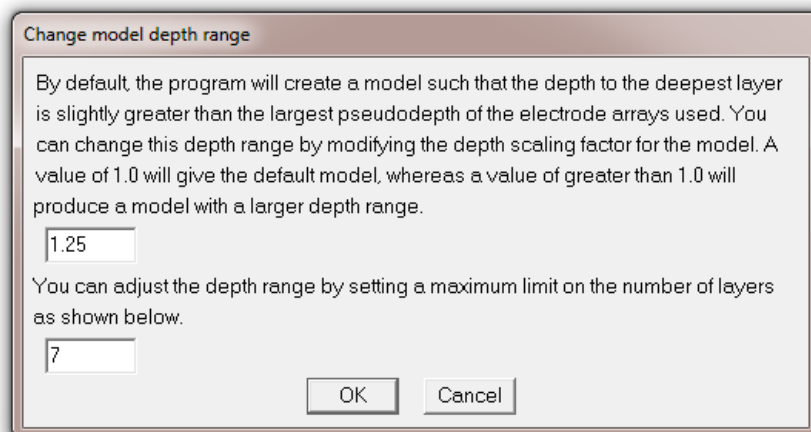 Change model depth range
By default, the program will create a model such that the depth to the deepest layer
is slightly greater than the largest pseudodepth of the electrode arrays used. You
can change this depth range by modifying the depth scaling factor for the model. A
value of 1.0 will give the default model, whereas a value of greater than 1.0 will
produce a model with a larger depth range.
1.25
You can adjust the depth range by setting a maximum limit on the number of layers
as shown below.
7
OK Cancel